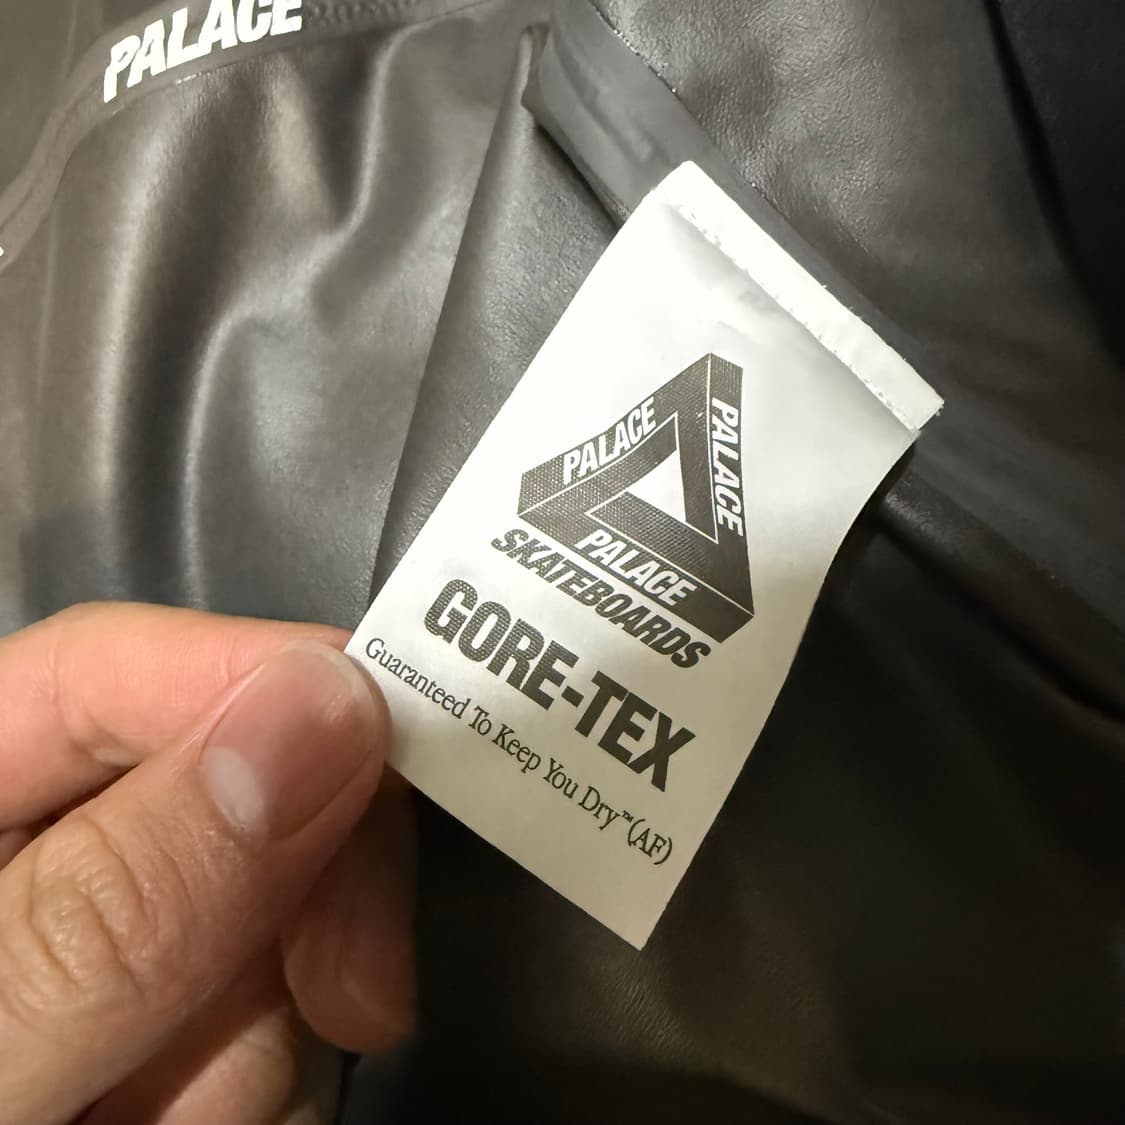 PALACE
PALACE
PALACE
PALACE
SKATEBOARDS
GORE-TEX
Guaranteed To Keep You Dry™(AF)